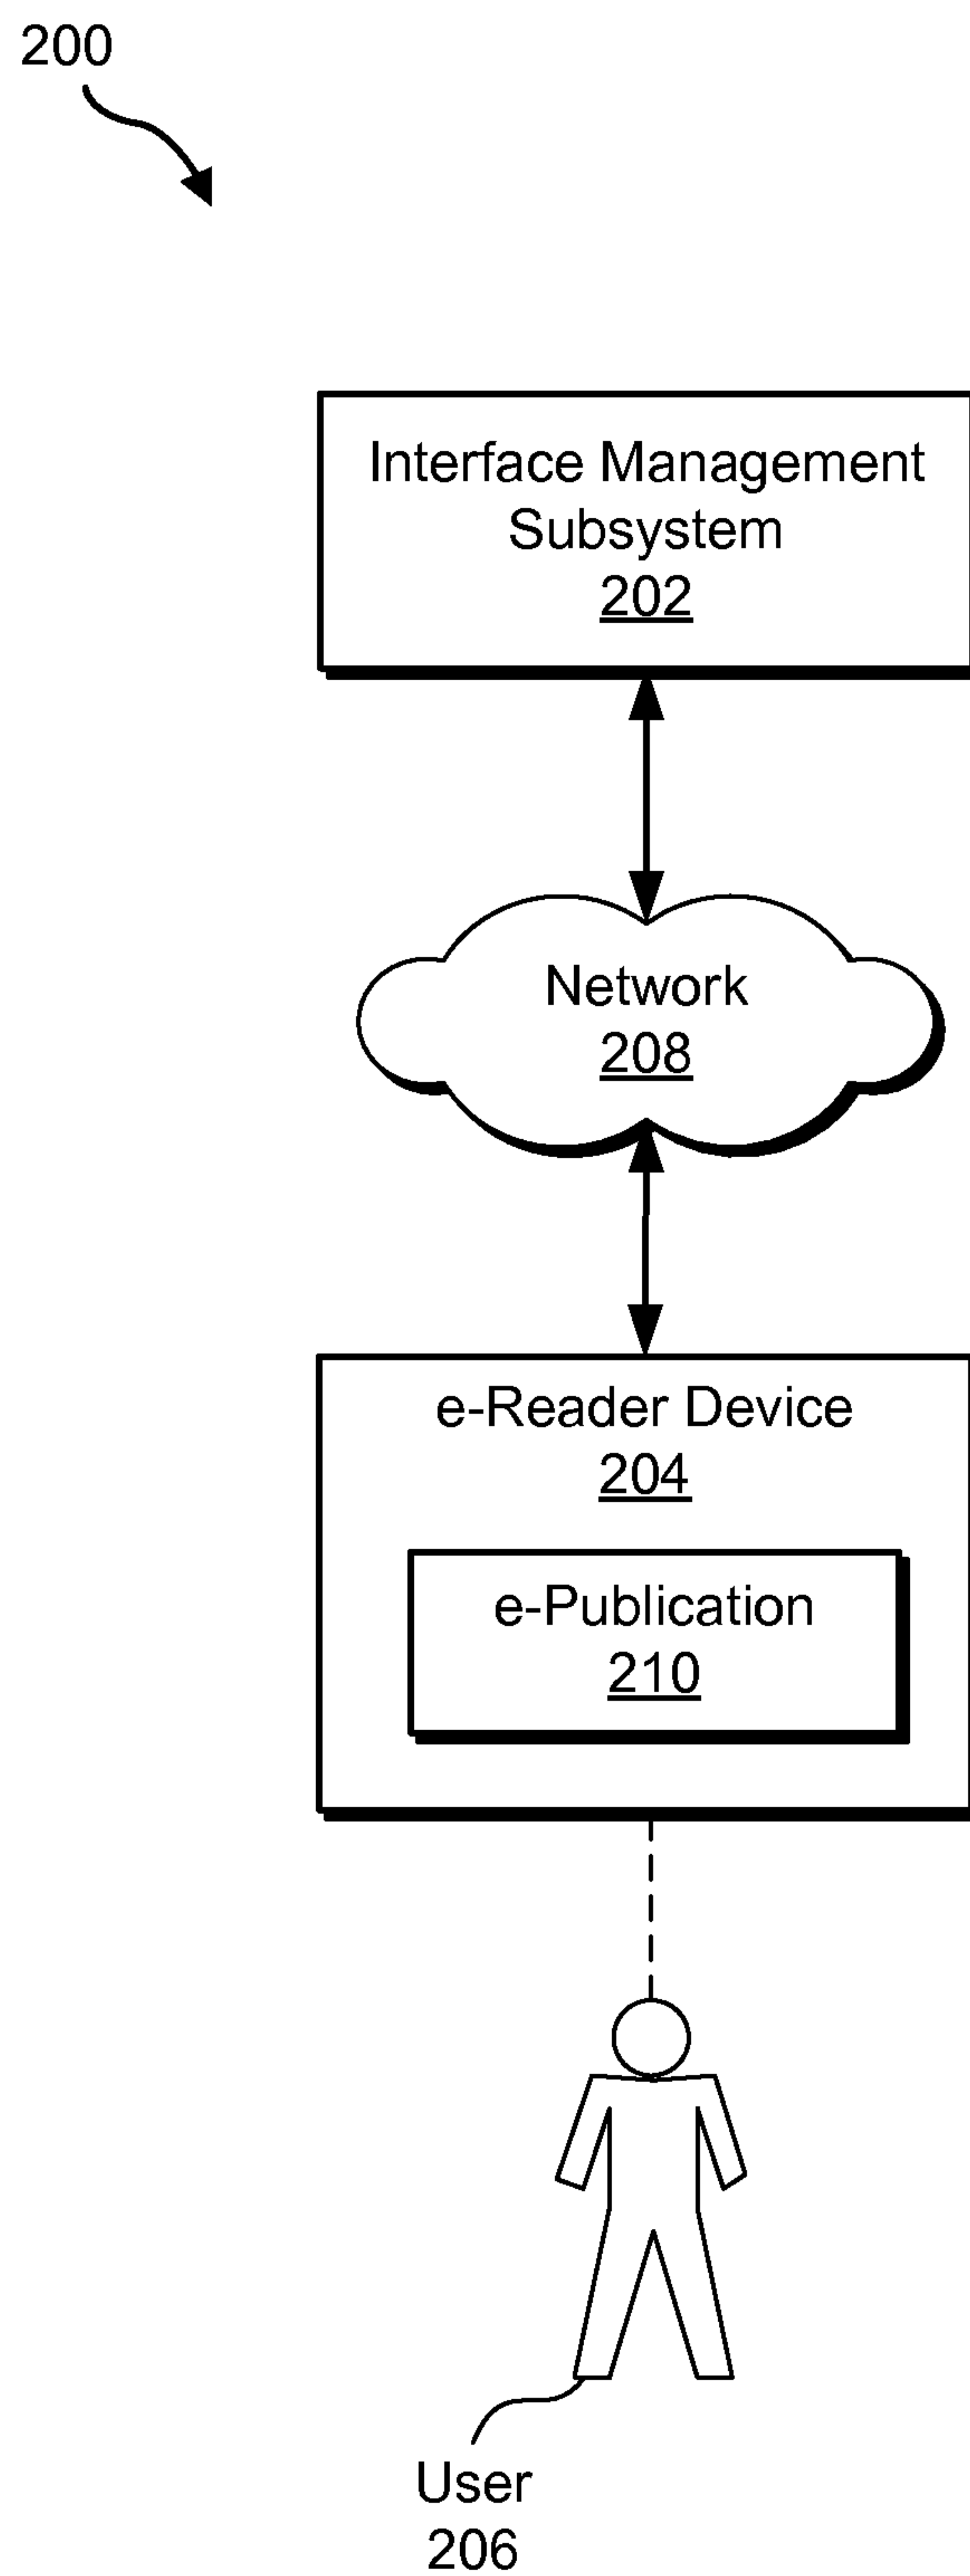 200
Interface Management
Subsystem
202
Network
208
e-Reader Device
204
e-Publication
210
User
206